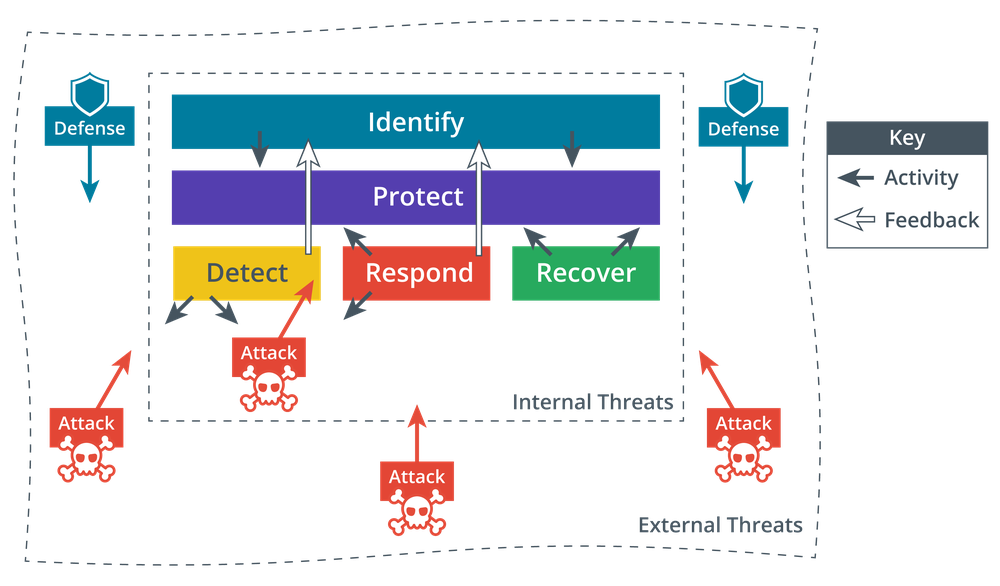 Defense
Identify
Defense
Key
Activity
Feedback
Protect
Detect
Respond
Recover
Attack
Internal Threats
Attack
Attack
Attack
External Threats